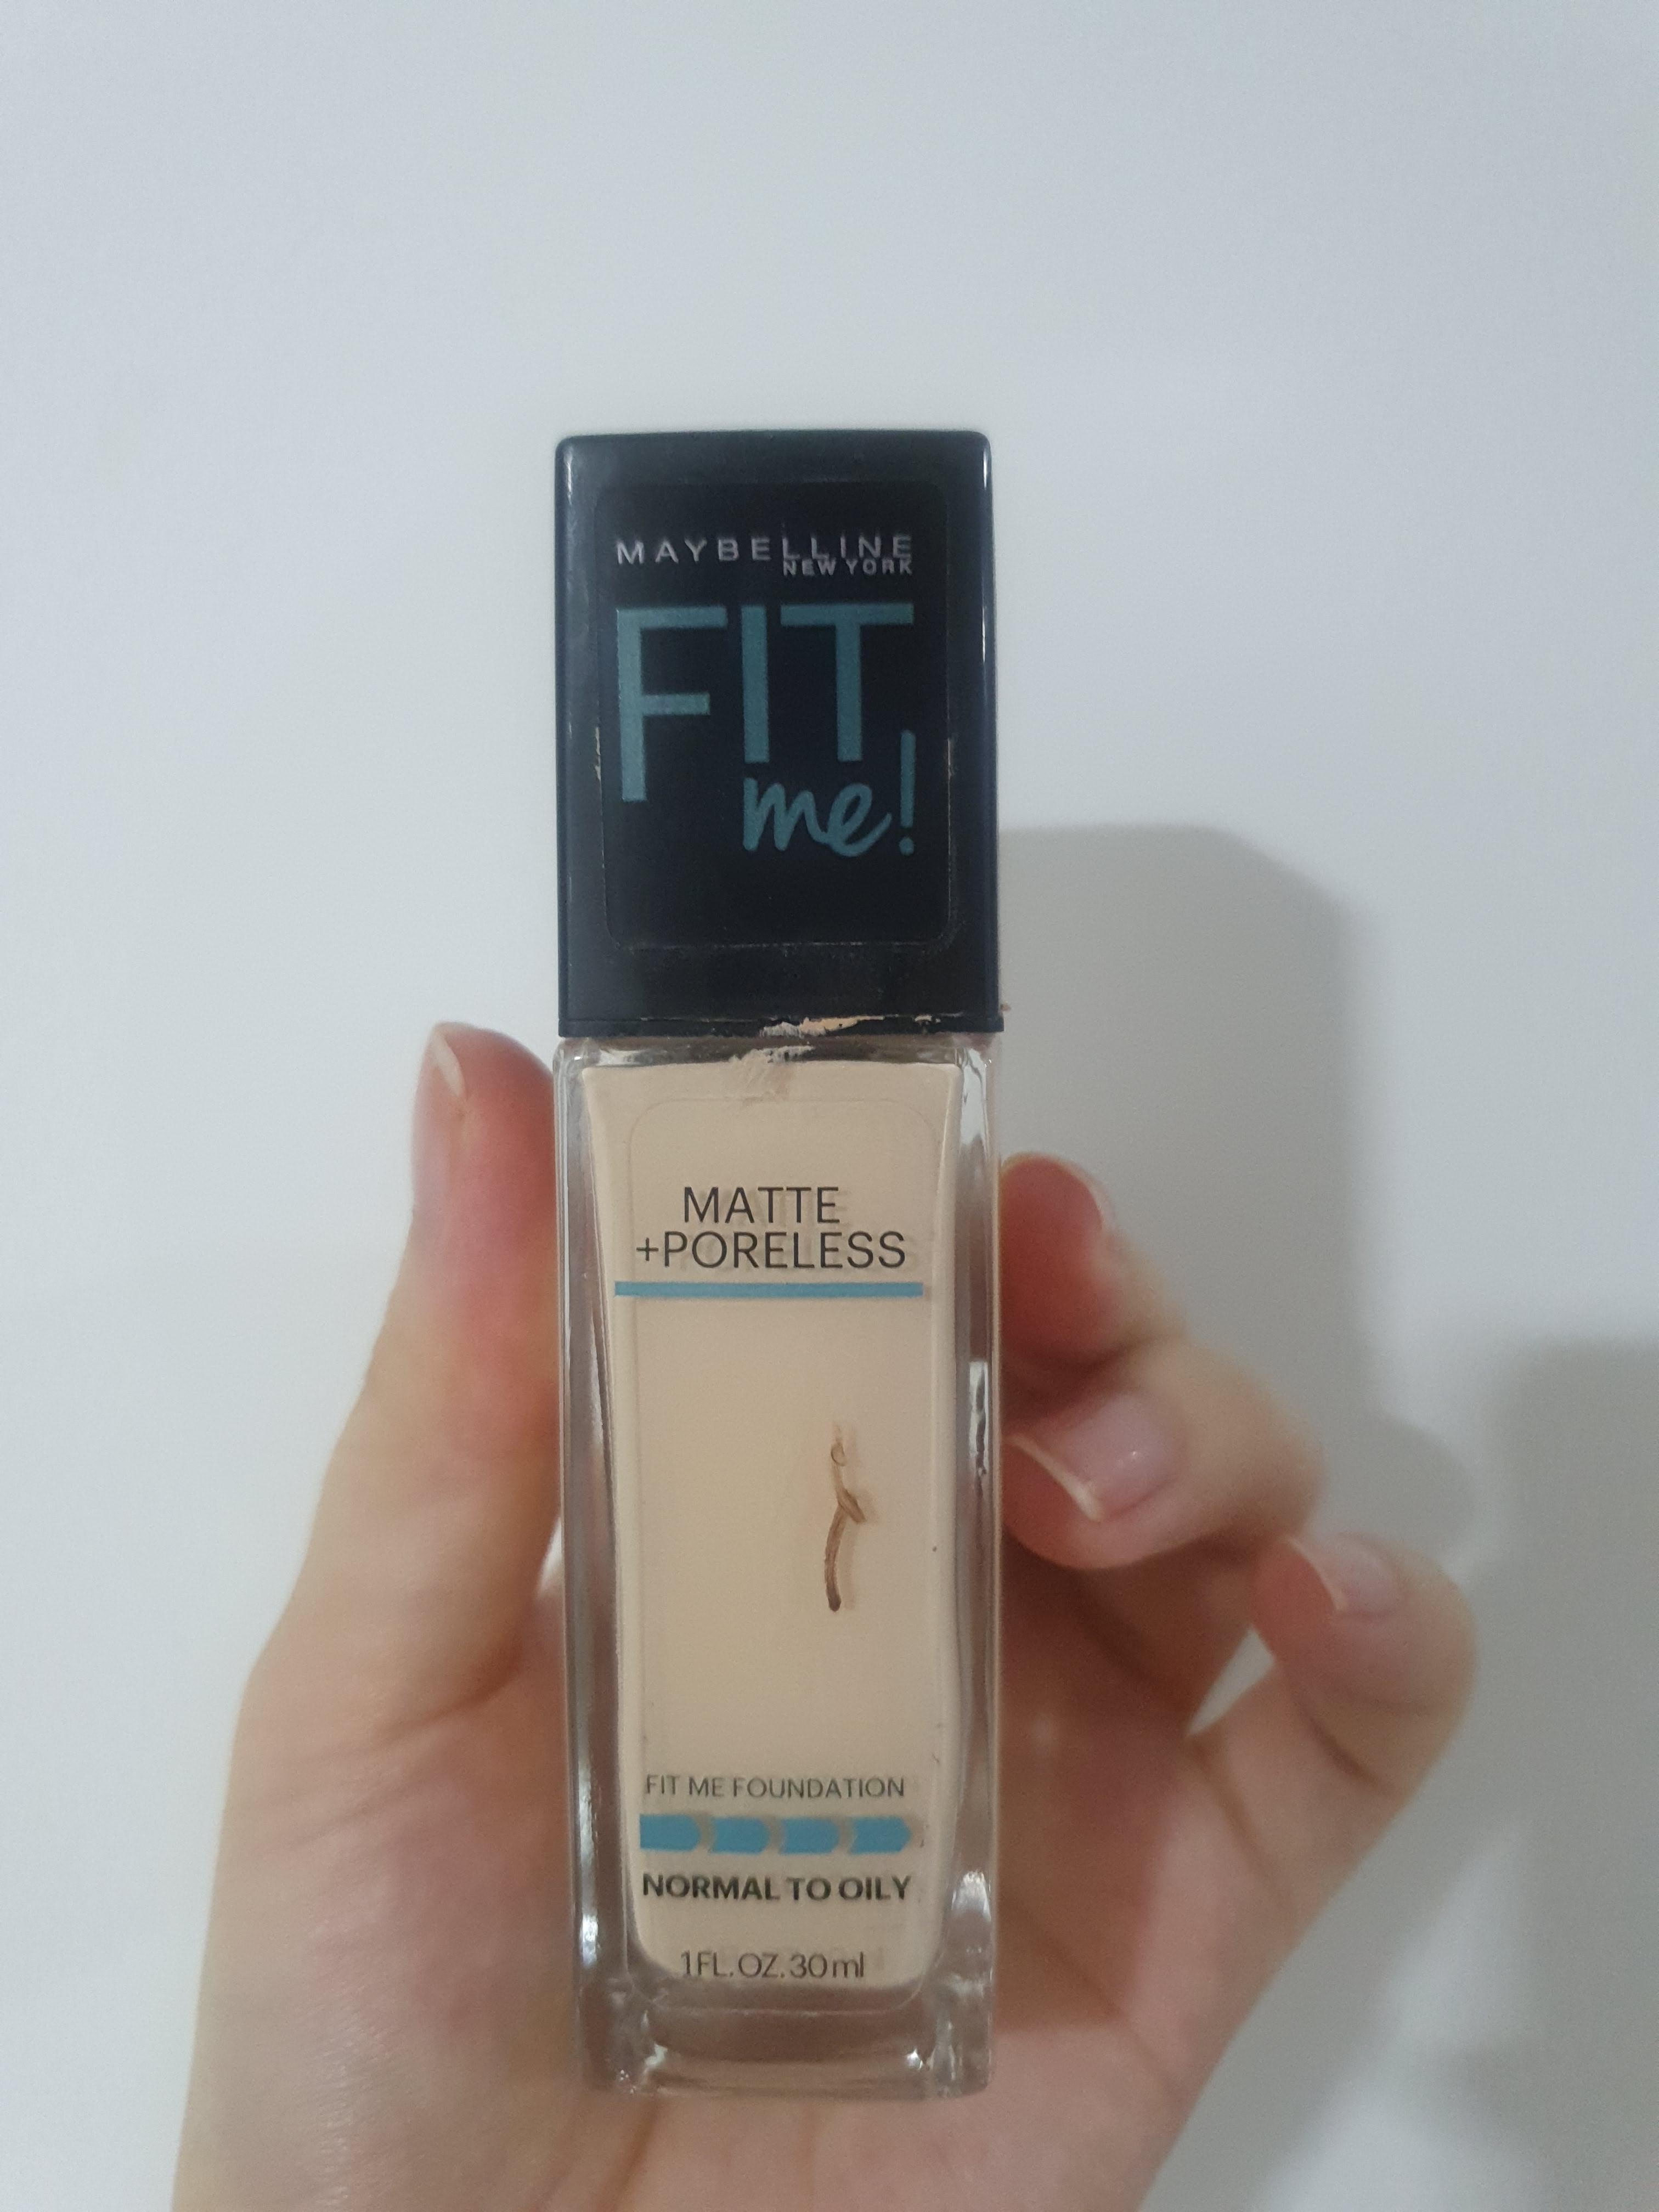 MAYBELLINE
NEW YORK
FIT
me!
MATTE
+PORELESS
FIT ME FOUNDATION
NORMAL TO OILY
1FL.OZ.30ml